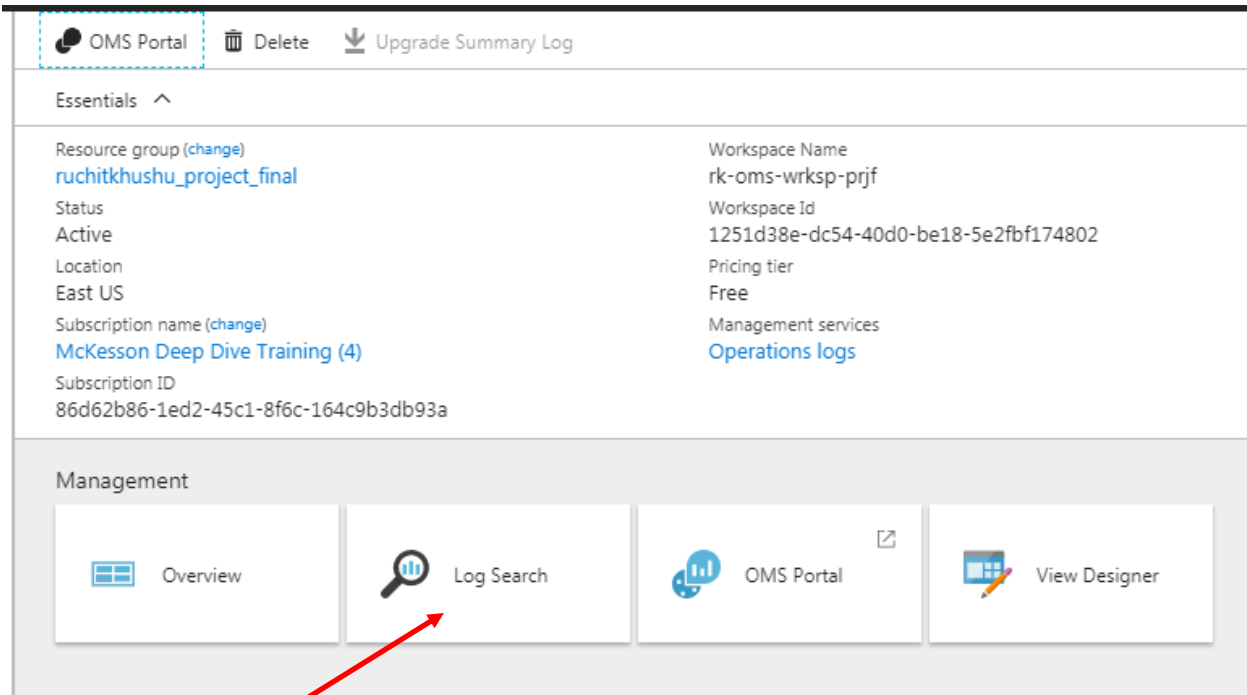 OMS Portal Delete Upgrade Summary Log
Essentials
Resource group (change)
ruchitkhushu_project_final
Status
Active
Location
East US
Subscription name (change)
McKesson Deep Dive Training (4)
Subscription ID
86d62b86-1ed2-45c1-8f6c-164c9b3db93a
Workspace Name
rk-oms-wrksp-prjf
Workspace Id
1251d38e-dc54-40d0-be18-5e2fbf174802
Pricing tier
Free
Management services
Operations logs
Management
Overview
Log Search
OMS Portal
View Designer